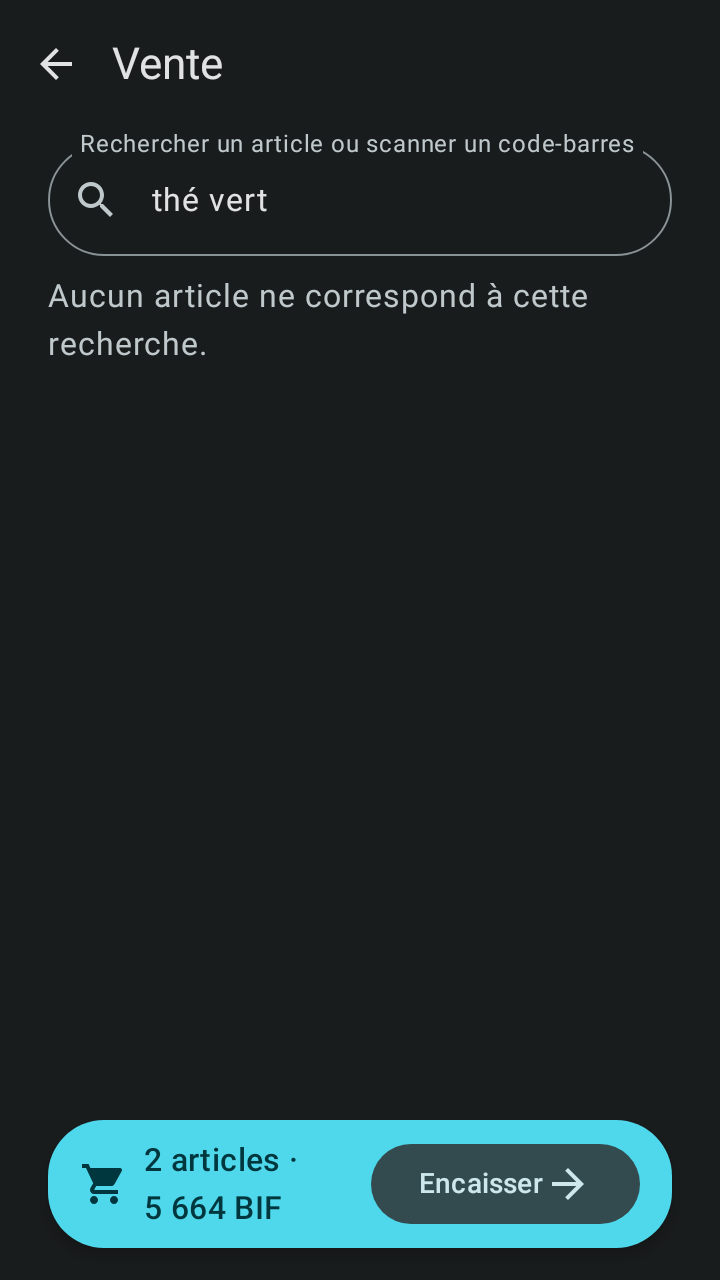 Vente
Rechercher un article ou scanner un code-barres
thé vert
Aucun article ne correspond à cette
recherche.
2 articles ·
5 664 BIF
Encaisser